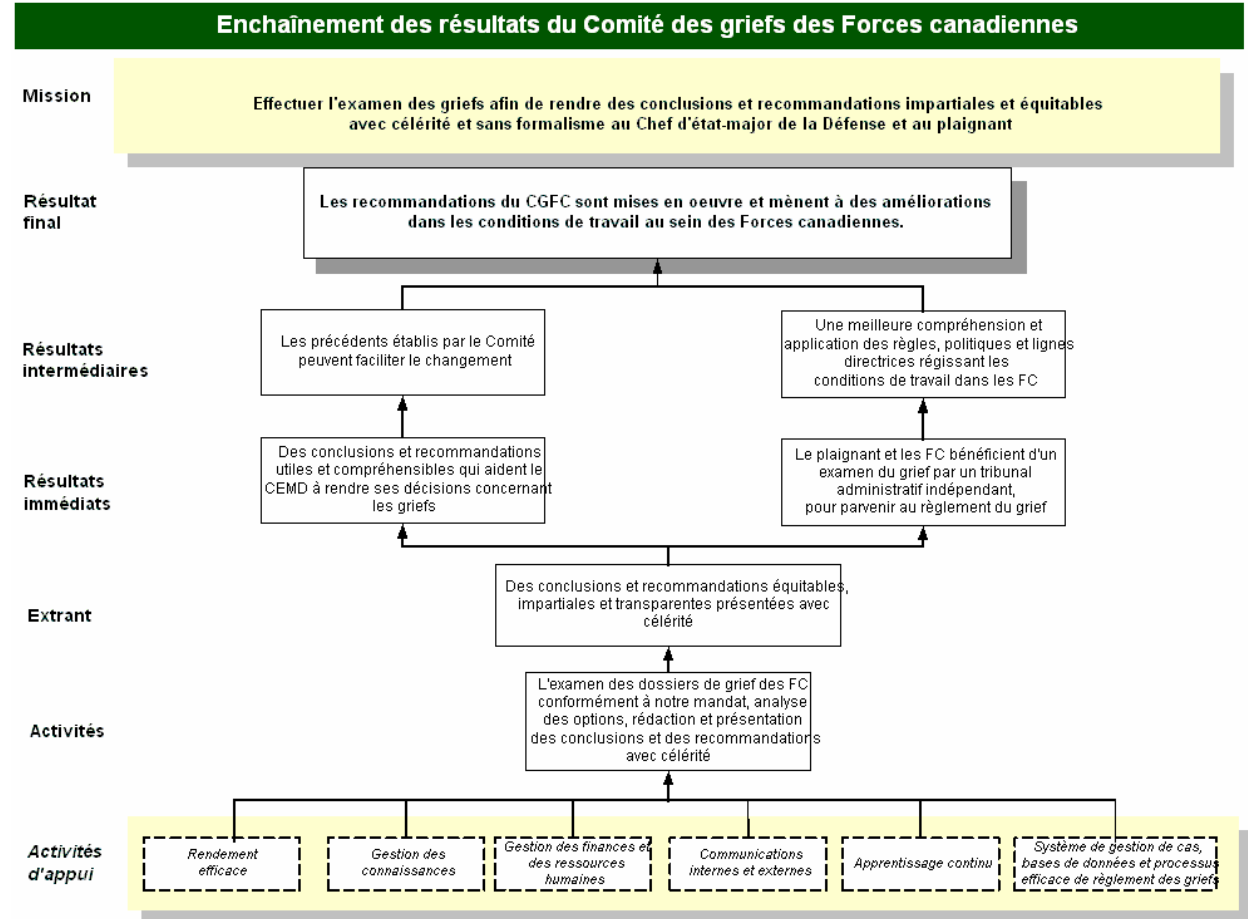 Enchaînement des résultats du Comité des griefs des Forces canadiennes
Mission
Effectuer l'examen des griefs afin de rendre des conclusions et recommandations impartiales et équitables
avec célérité et sans formalisme au Chef d'état-major de la Défense et au plaignant
Résultat
final
Les recommandations du CGFC sont mises en oeuvre et mènent à des améliorations
dans les conditions de travail au sein des Forces canadiennes.
Résultats
intermédiaires
Les précédents établis par le Comité
peuvent faciliter le changement
Une meilleure compréhension et
application des règles, politiques et lignes
directrices régissant les
conditions de travail dans les FC
Résultats
immédiats
Des conclusions et recommandations
utiles et compréhensibles qui aident le
CEMD à rendre ses décisions concernant
les griefs
Le plaignant et les FC bénéficient d'un
examen du grief par un tribunal
administratif indépendant,
pour parvenir au règlement du grief
Extrant
Des conclusions et recommandations équitables,
impartiales et transparentes présentées avec
célérité
Activités
L'examen des dossiers de grief des FC
conformément à notre mandat, analyse
des options, rédaction et présentation
des conclusions et des recommandations
avec célérité
Activités
d'appui
Rendement
efficace
Gestion des
connaissances
Gestion des finances et
des ressources
humaines
Communications
internes et externes
Apprentissage continu
Système de gestion de cas,
bases de données et processus
efficace de règlement des griefs